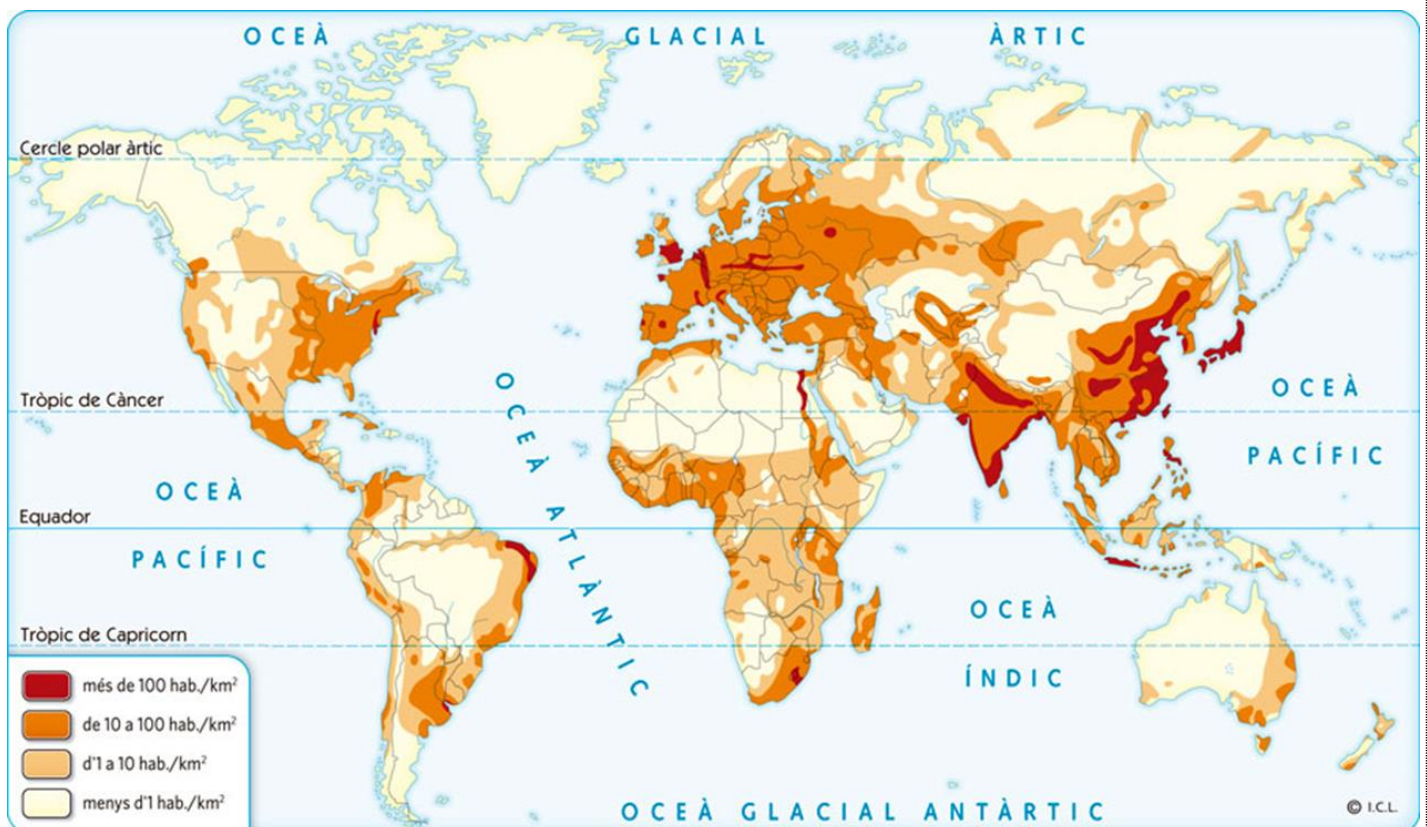 OCEÀ GLACIAL ÀRTIC
Cercle polar àrtic
Tròpic de Càncer
OCEÀ
PACÍFIC
OCEÀ ATLÀNTIC
OCEÀ
PACÍFIC
Equador
OCEÀ
ÍNDIC
Tròpic de Capricorn
més de 100 hab./km²
de 10 a 100 hab./km²
d'1 a 10 hab./km²
menys d'1 hab./km²
OCEÀ GLACIAL ANTÀRTIC
© I.C.L.